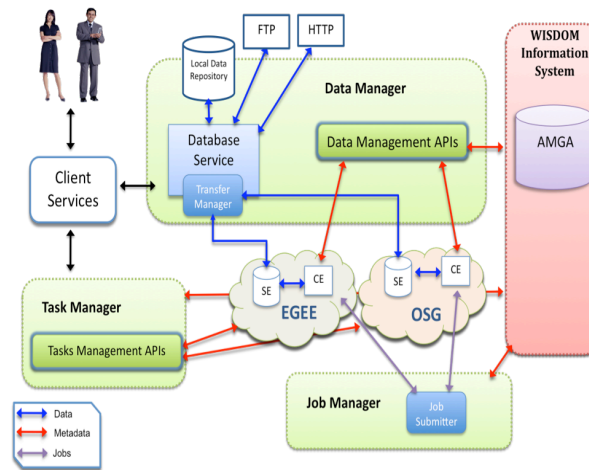 FTP
HTTP
WISDOM
Information
System
Local Data
Repository
Data Manager
Database
Service
Data Management APIs
AMGA
Client
Services
Transfer
Manager
SE
CE
SE
CE
EGEE
OSG
Task Manager
Tasks Management APIs
Job Manager
Job
Submitter
Data
Metadata
Jobs